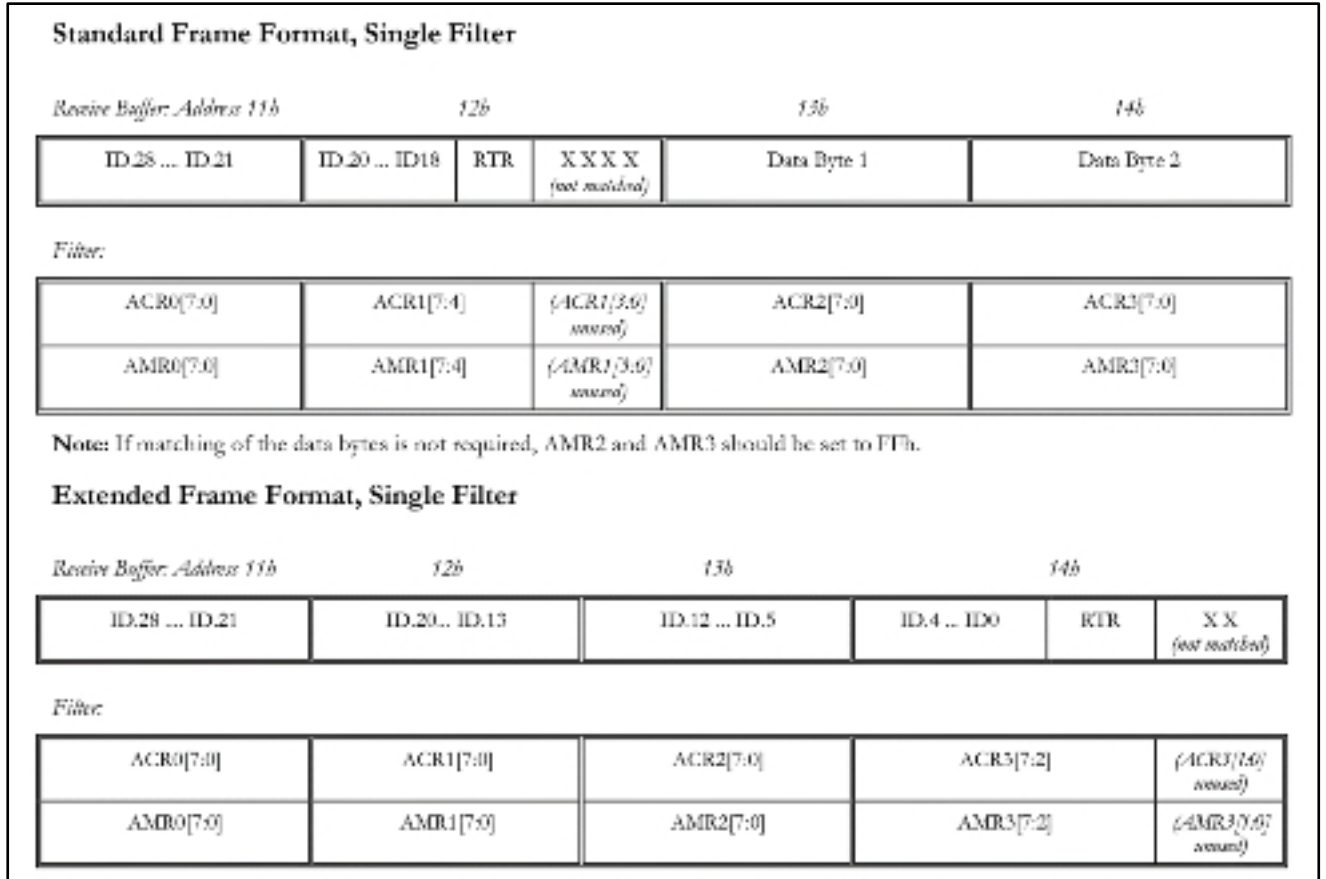 Standard Frame Format, Single Filter
Receive Buffer: Address 11h 12h 13h 14h
ID.28 ... ID.21 ID.20 ... ID18 RTR X X X X Data Byte 1 Data Byte 2
(not matched)
Filter:
ACR0[7:0] ACR1[7:4] (ACR1[3:0] ACR2[7:0] ACR3[7:0]
unused)
AMR0[7:0] AMR1[7:4] (AMR1[3:0] AMR2[7:0] AMR3[7:0]
unused)
Note: If matching of the data bytes is not required, AMR2 and AMR3 should be set to FFh.
Extended Frame Format, Single Filter
Receive Buffer: Address 11h 12h 13h 14h
ID.28 ... ID.21 ID.20... ID.13 ID.12 ... ID.5 ID.4 ... ID0 RTR X X
(not matched)
Filter:
ACR0[7:0] ACR1[7:0] ACR2[7:0] ACR3[7:2] (ACR3[1:0]
unused)
AMR0[7:0] AMR1[7:0] AMR2[7:0] AMR3[7:2] (AMR3[1:0]
unused)